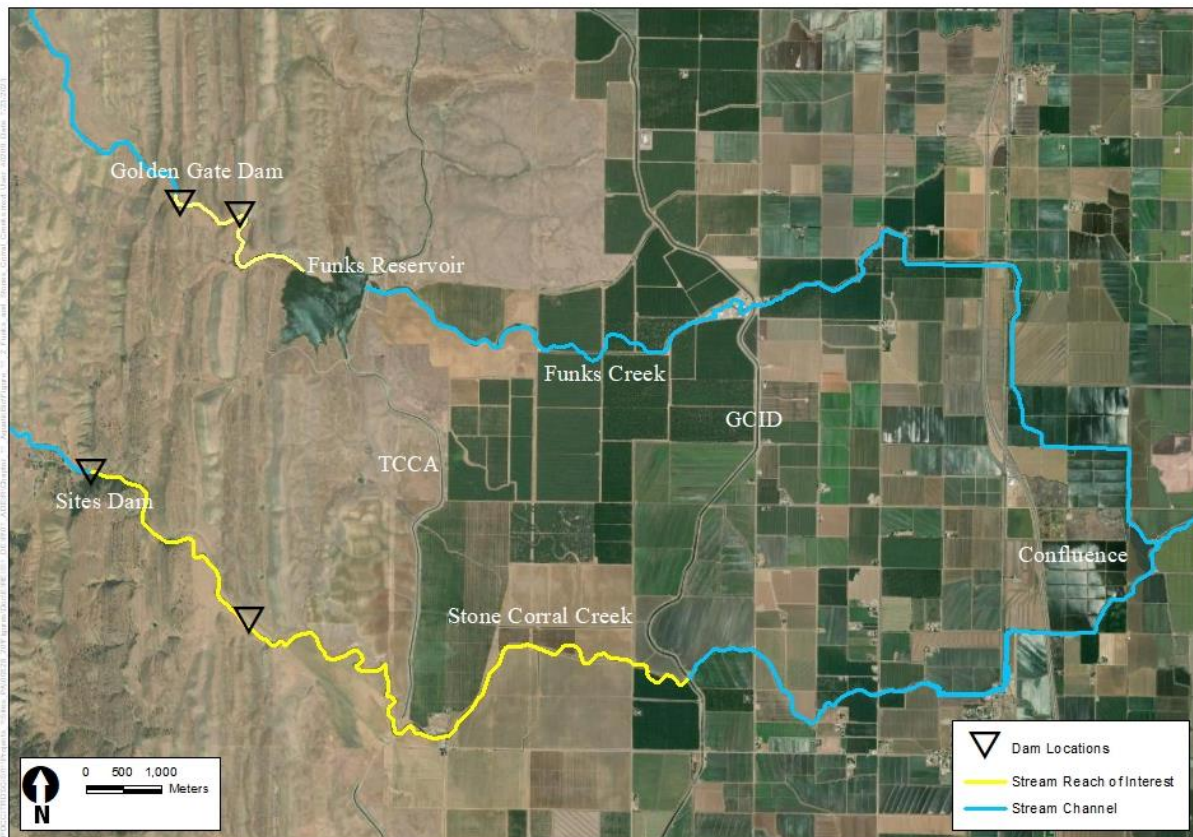 Golden Gate Dam
Funks Reservoir
Funks Creek
GCID
TCCA
Sites Dam
Confluence
Stone Corral Creek
0 500 1,000
Meters
N
Dam Locations
Stream Reach of Interest
Stream Channel